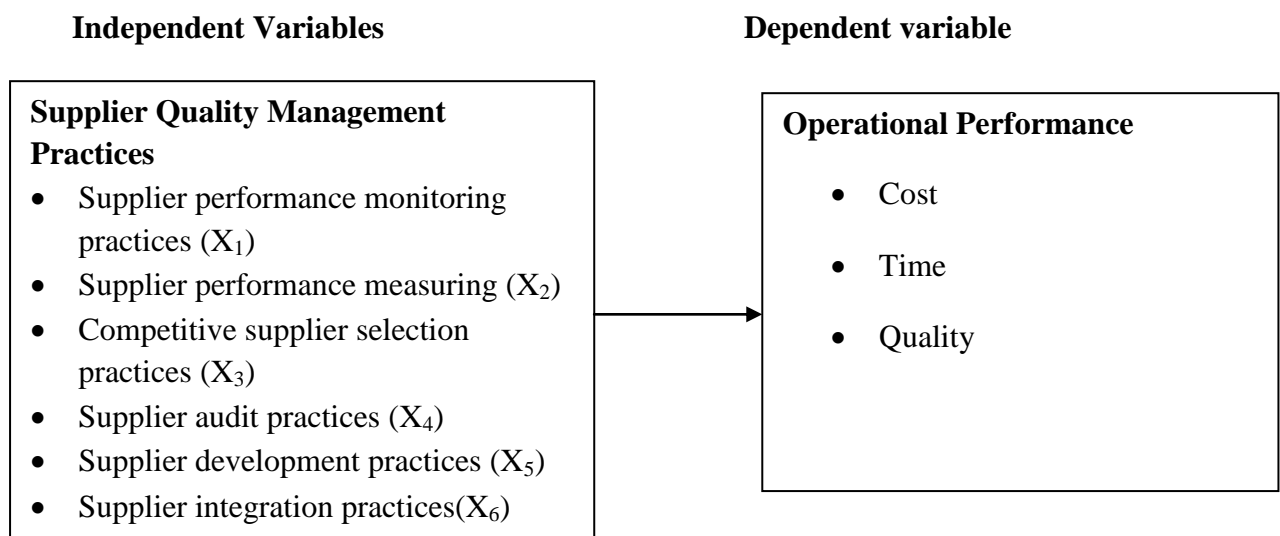 Independent Variables
Dependent variable
Supplier Quality Management
Practices
• Supplier performance monitoring
practices (X₁)
• Supplier performance measuring (X₂)
• Competitive supplier selection
practices (X₃)
• Supplier audit practices (X₄)
• Supplier development practices (X₅)
• Supplier integration practices(X₆)
Operational Performance
• Cost
• Time
• Quality